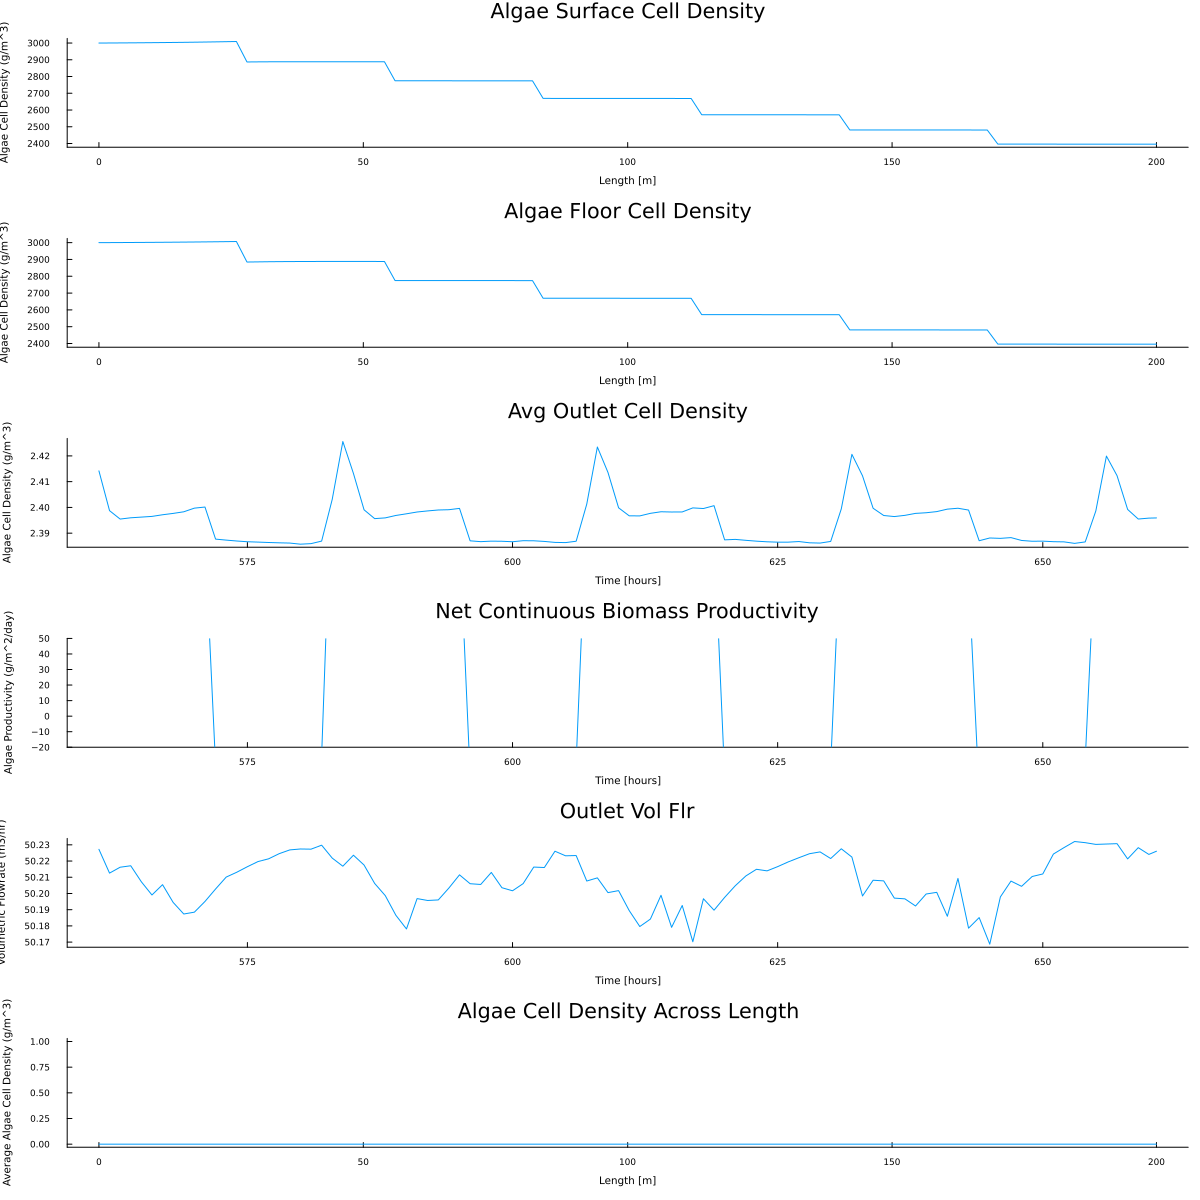 Algae Surface Cell Density
Algae Cell Density (g/m^3)
3000
2900
2800
2700
2600
2500
2400
0 50 100 150 200
Length [m]
Algae Floor Cell Density
Algae Cell Density (g/m^3)
3000
2900
2800
2700
2600
2500
2400
0 50 100 150 200
Length [m]
Avg Outlet Cell Density
Algae Cell Density (g/m^3)
2.42
2.41
2.40
2.39
575 600 625 650
Time [hours]
Net Continuous Biomass Productivity
Algae Productivity (g/m^2/day)
50
40
30
20
10
0
−10
−20
575 600 625 650
Time [hours]
Outlet Vol Flr
Volumetric Flowrate (m3/hr)
50.23
50.22
50.21
50.20
50.19
50.18
50.17
575 600 625 650
Time [hours]
Algae Cell Density Across Length
Average Algae Cell Density (g/m^3)
1.00
0.75
0.50
0.25
0.00
0 50 100 150 200
Length [m]